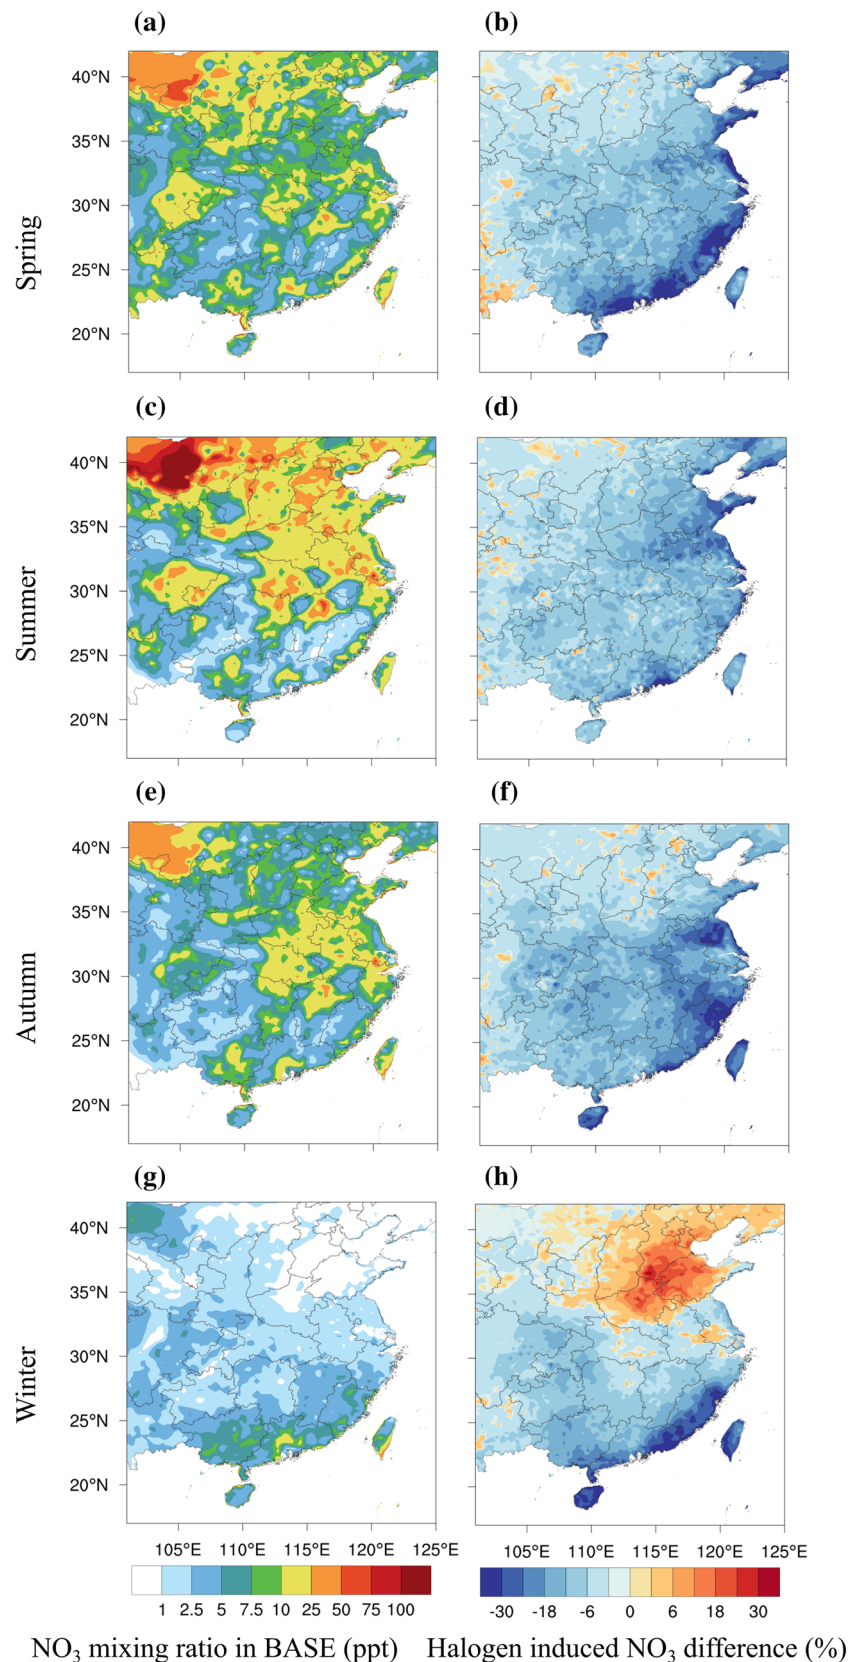 (a) (b)
40°N
35°N
30°N
25°N
20°N
Spring
(c) (d)
40°N
35°N
30°N
25°N
20°N
Summer
(e) (f)
40°N
35°N
30°N
25°N
20°N
Autumn
(g) (h)
40°N
35°N
30°N
25°N
20°N
Winter
105°E 110°E 115°E 120°E 125°E 105°E 110°E 115°E 120°E 125°E
1 2.5 5 7.5 10 25 50 75 100 -30 -18 -6 0 6 18 30
NO₃ mixing ratio in BASE (ppt) Halogen induced NO₃ difference (%)